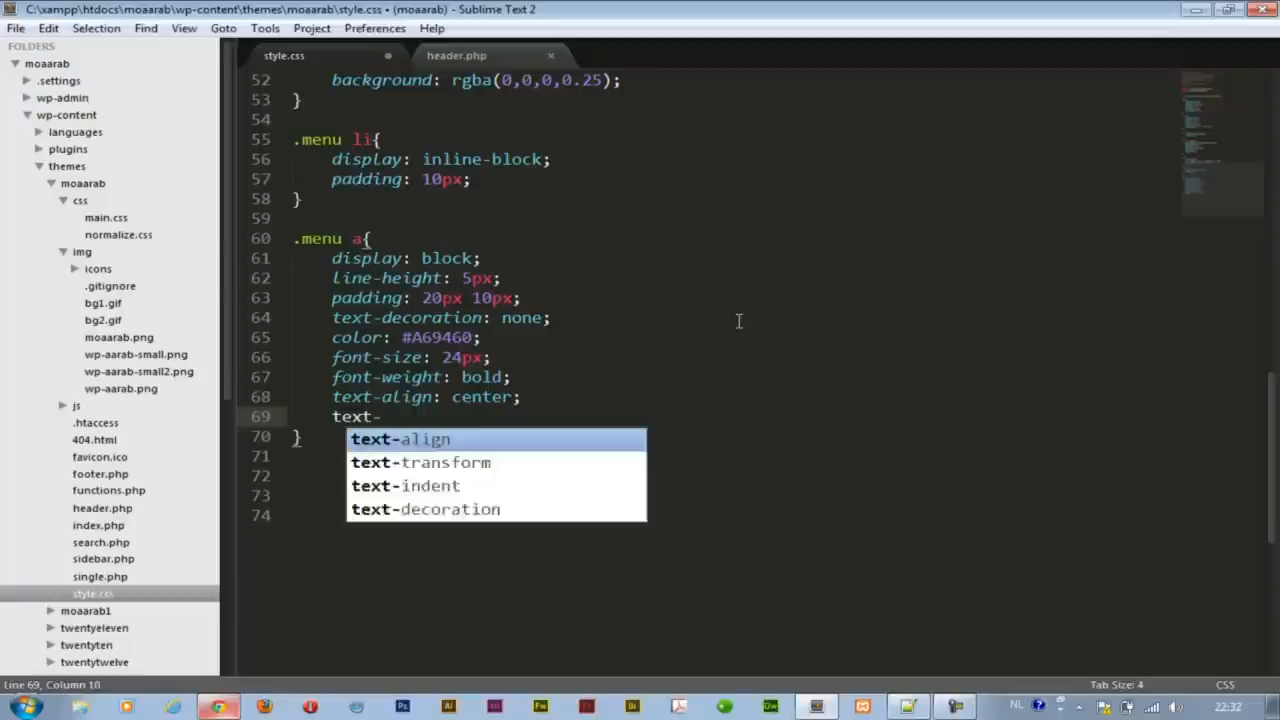 C:\xampp\htdocs\moaarab\wp-content\themes\moaarab\style.css • (moaarab) - Sublime Text 2
File Edit Selection Find View Goto Tools Project Preferences Help
FOLDERS
moaarab
.settings
wp-admin
wp-content
languages
plugins
themes
moaarab
css
main.css
normalize.css
img
icons
.gitignore
bg1.gif
bg2.gif
moaarab.png
wp-aarab-small.png
wp-aarab-small2.png
wp-aarab.png
js
.htaccess
404.html
favicon.ico
footer.php
functions.php
header.php
index.php
search.php
sidebar.php
single.php
style.css
moaarab1
twentyeleven
twentyten
twentytwelve
style.css header.php
52 background: rgba(0,0,0,0.25);
53 }
54
55 .menu li{
56 display: inline-block;
57 padding: 10px;
58 }
59
60 .menu a{
61 display: block;
62 line-height: 5px;
63 padding: 20px 10px;
64 text-decoration: none;
65 color: #A69460;
66 font-size: 24px;
67 font-weight: bold;
68 text-align: center;
69 text-
70 }
71
72
73
74
text-align
text-transform
text-indent
text-decoration
Line 69, Column 10 Tab Size: 4 CSS
Ps Ai Id Fw Fl Br Dw NL 22:32